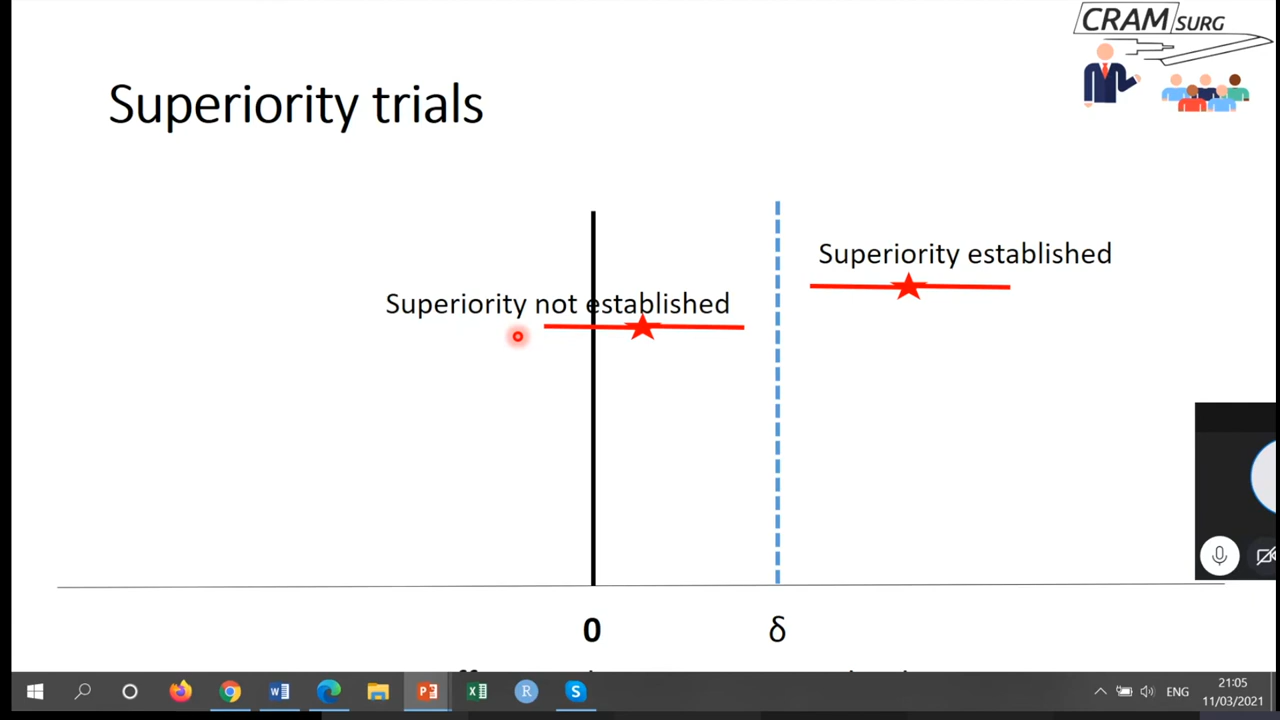 CRAM SURG
Superiority trials
Superiority established
Superiority not established
0
δ
ENG
21:05
11/03/2021